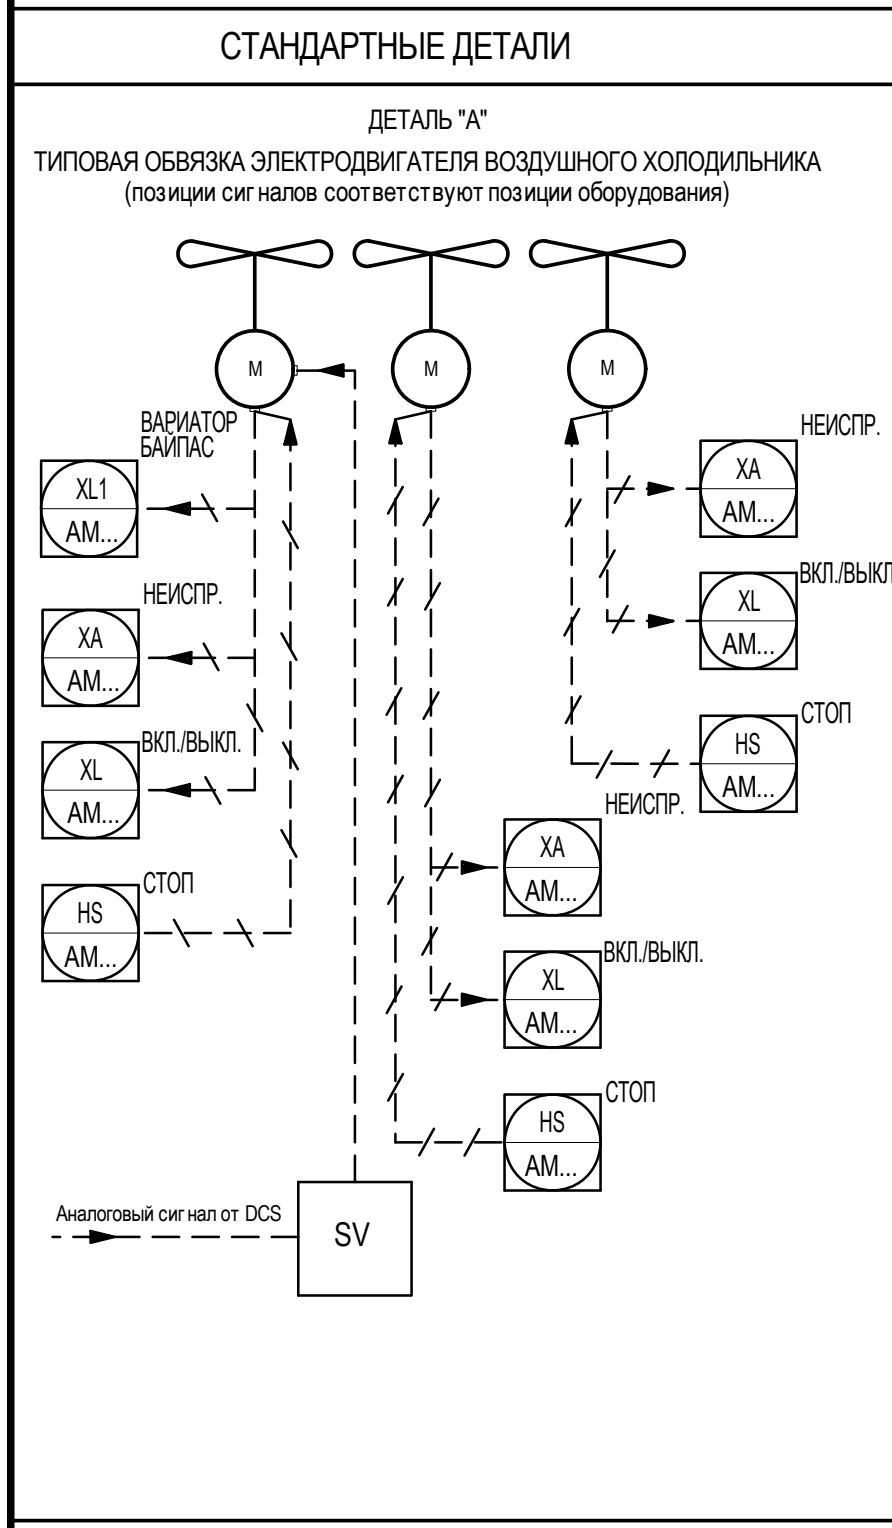 СТАНДАРТНЫЕ ДЕТАЛИ
ДЕТАЛЬ "А"
ТИПОВАЯ ОБВЯЗКА ЭЛЕКТРОДВИГАТЕЛЯ ВОЗДУШНОГО ХОЛОДИЛЬНИКА
(позиции сигналов соответствуют позиции оборудования)
M
M
M
ВАРИАТОР
БАЙПАС
XL1
AM...
НЕИСПР.
XA
AM...
ВКЛ./ВЫКЛ.
XL
AM...
СТОП
HS
AM...
НЕИСПР.
XA
AM...
ВКЛ./ВЫКЛ.
XL
AM...
СТОП
HS
AM...
НЕИСПР.
XA
AM...
ВКЛ./ВЫКЛ
XL
AM...
СТОП
HS
AM...
Аналоговый сигнал от DCS
SV